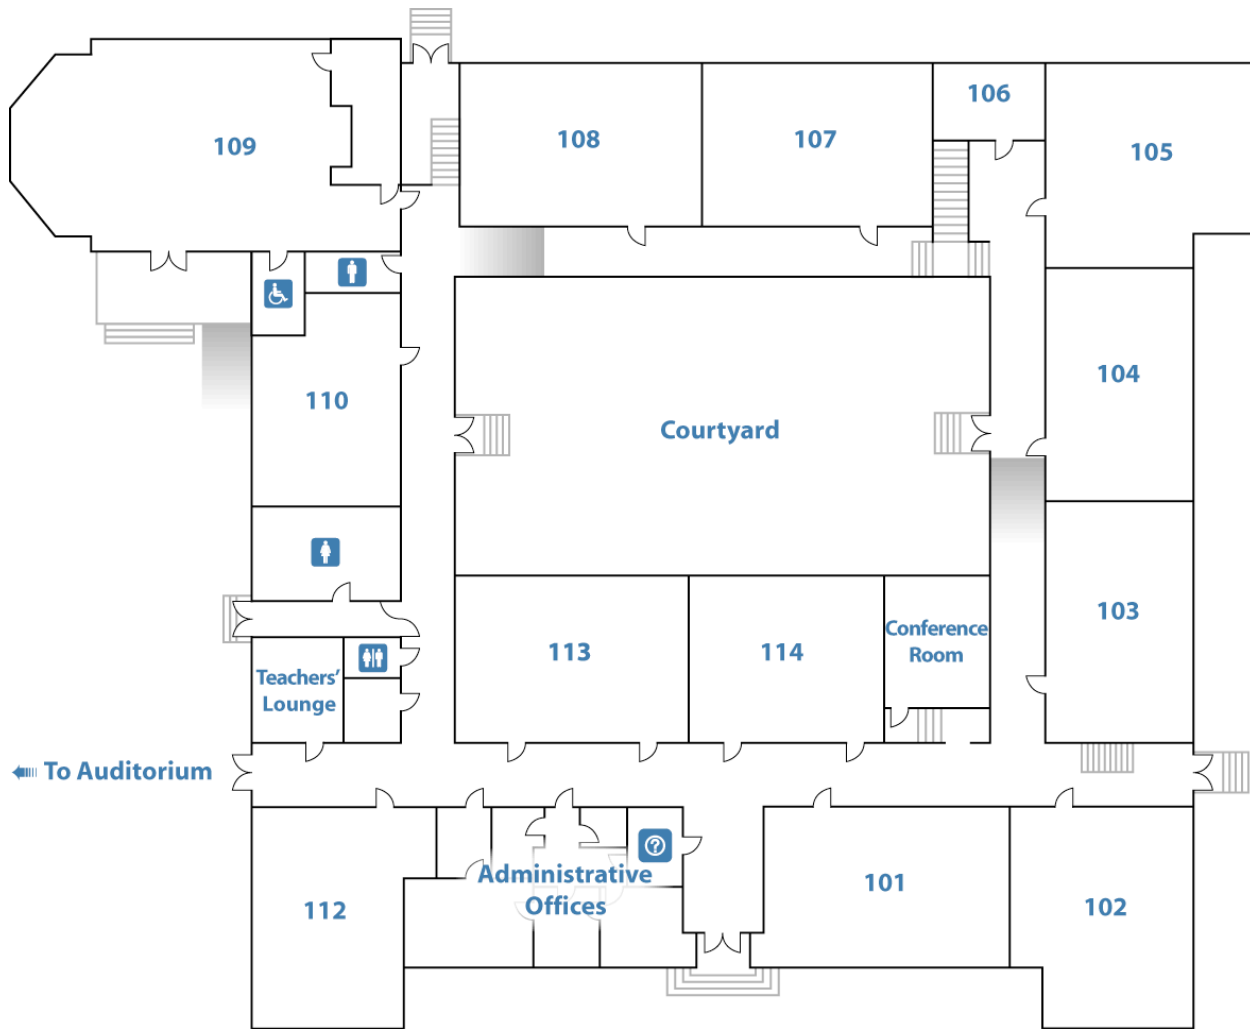 106
108
107
109
105
104
110
Courtyard
103
Conference
Room
113
114
Teachers'
Lounge
To Auditorium
?
Administrative
Offices
101
102
112